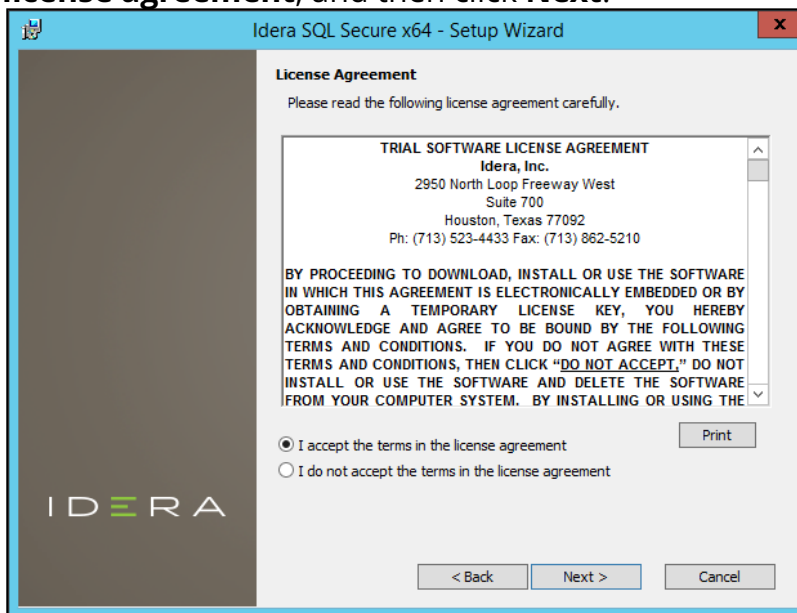 license agreement, and then click Next.
Idera SQL Secure x64 - Setup Wizard
x
License Agreement
Please read the following license agreement carefully.
TRIAL SOFTWARE LICENSE AGREEMENT
Idera, Inc.
2950 North Loop Freeway West
Suite 700
Houston, Texas 77092
Ph: (713) 523-4433 Fax: (713) 862-5210
BY PROCEEDING TO DOWNLOAD, INSTALL OR USE THE SOFTWARE
IN WHICH THIS AGREEMENT IS ELECTRONICALLY EMBEDDED OR BY
OBTAINING A TEMPORARY LICENSE KEY, YOU HEREBY
ACKNOWLEDGE AND AGREE TO BE BOUND BY THE FOLLOWING
TERMS AND CONDITIONS. IF YOU DO NOT AGREE WITH THESE
TERMS AND CONDITIONS, THEN CLICK “DO NOT ACCEPT,” DO NOT
INSTALL OR USE THE SOFTWARE AND DELETE THE SOFTWARE
FROM YOUR COMPUTER SYSTEM. BY INSTALLING OR USING THE
Print
I accept the terms in the license agreement
I do not accept the terms in the license agreement
IDERA
< Back Next > Cancel